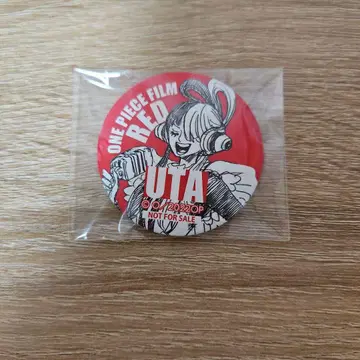 ONE PIECE FILM
RED
UTA
NOT FOR SALE